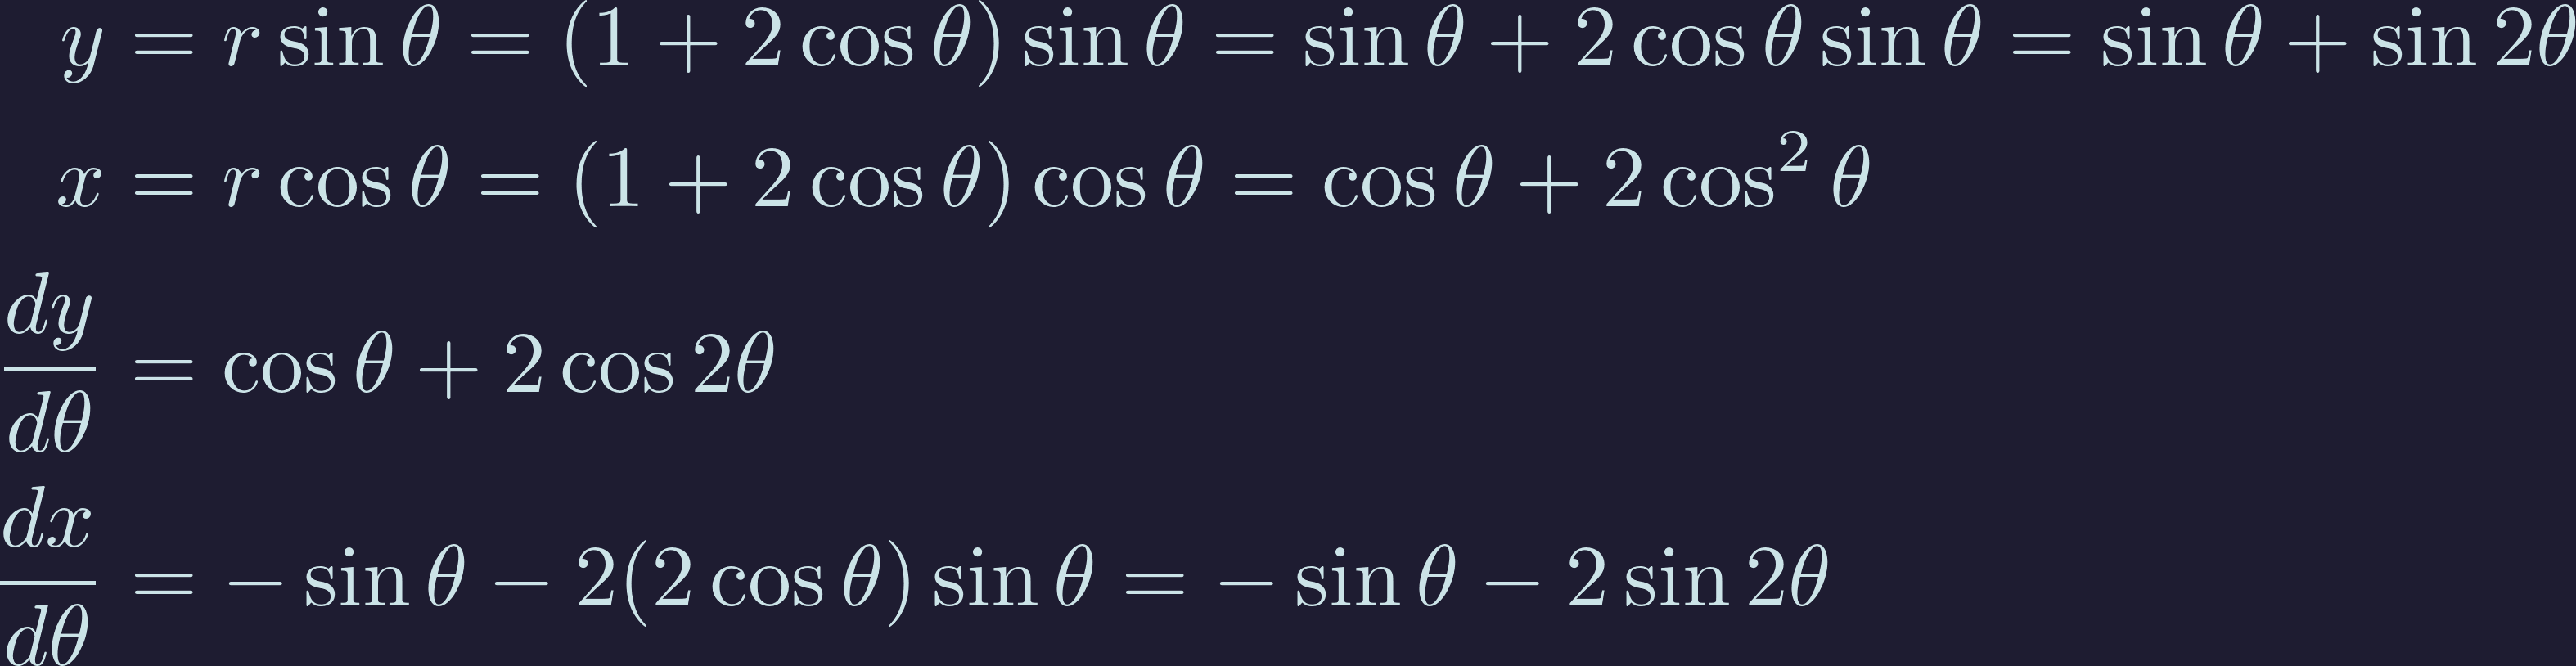 y = r sin θ = (1 + 2 cos θ) sin θ = sin θ + 2 cos θ sin θ = sin θ + sin 2θ
x = r cos θ = (1 + 2 cos θ) cos θ = cos θ + 2 cos² θ
dy/dθ = cos θ + 2 cos 2θ
dx/dθ = − sin θ − 2(2 cos θ) sin θ = − sin θ − 2 sin 2θ